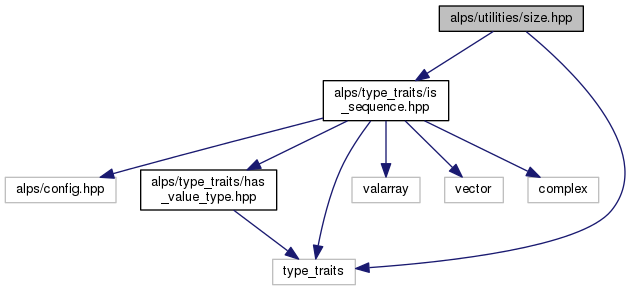 alps/utilities/size.hpp
alps/type_traits/is
_sequence.hpp
alps/config.hpp
alps/type_traits/has
_value_type.hpp
valarray
vector
complex
type_traits